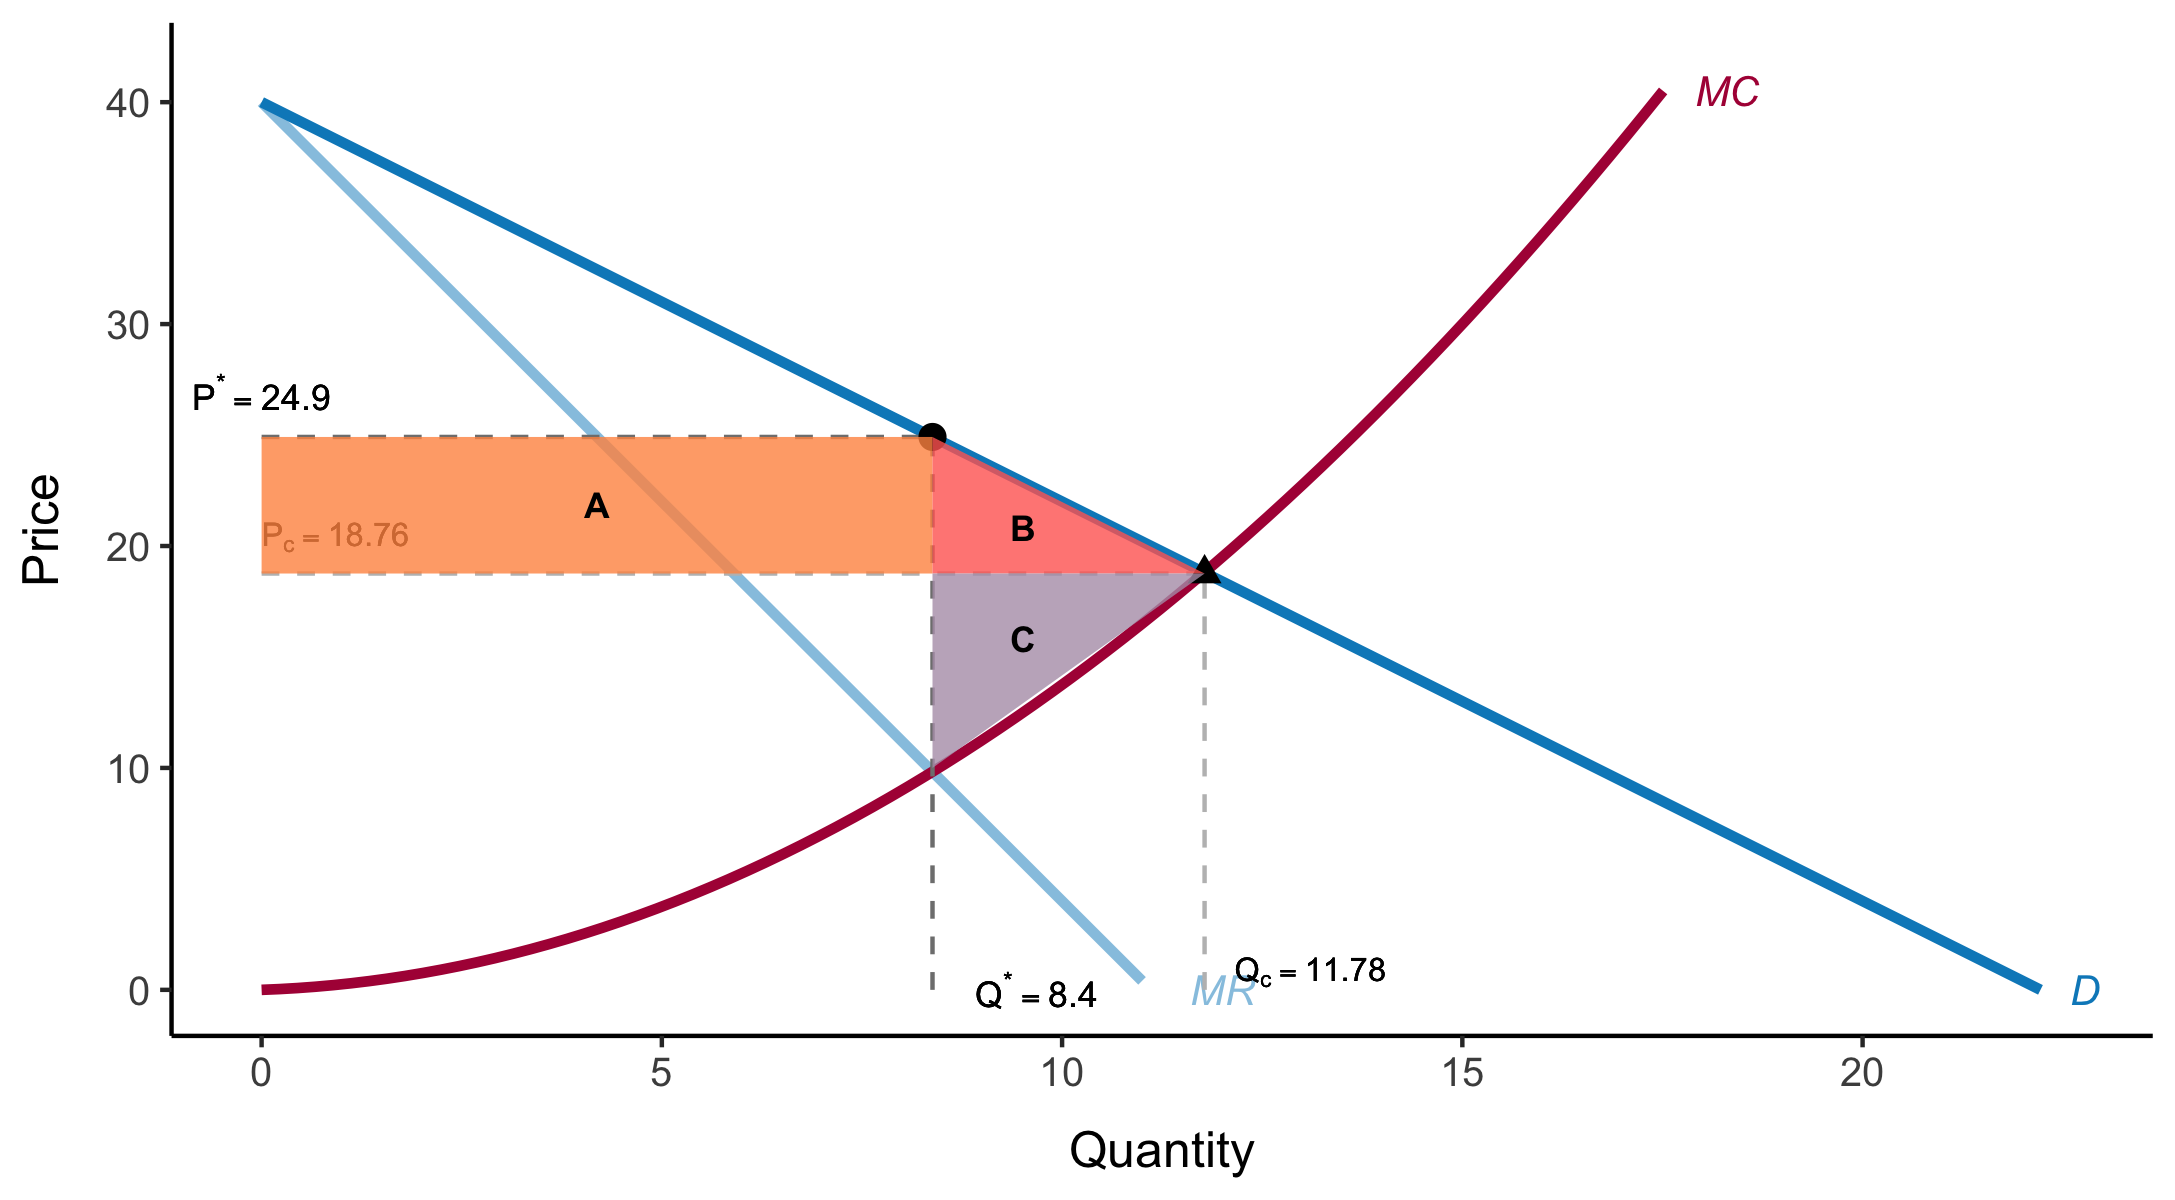 40
MC
30
P* = 24.9
A
B
Pc = 18.76
20
Price
C
10
Qc = 11.78
Q* = 8.4
MR
D
0
0
5
10
15
20
Quantity